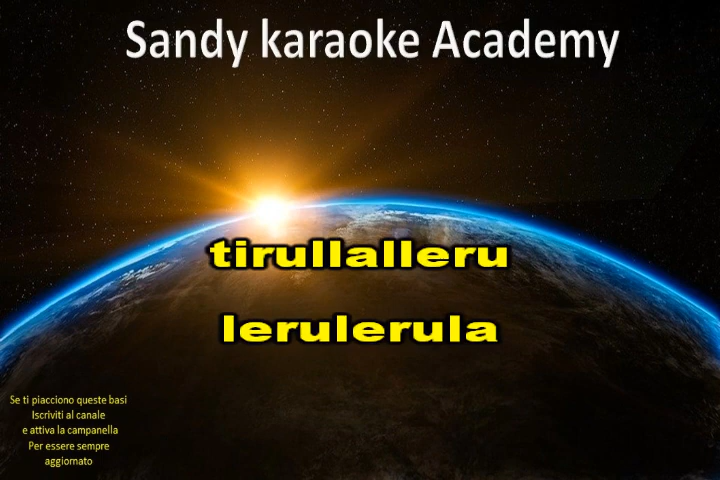 Sandy karaoke Academy
tirullalleru
lerulerula
Se ti piacciono queste basi
Iscriviti al canale
e attiva la campanella
Per essere sempre
aggiornato